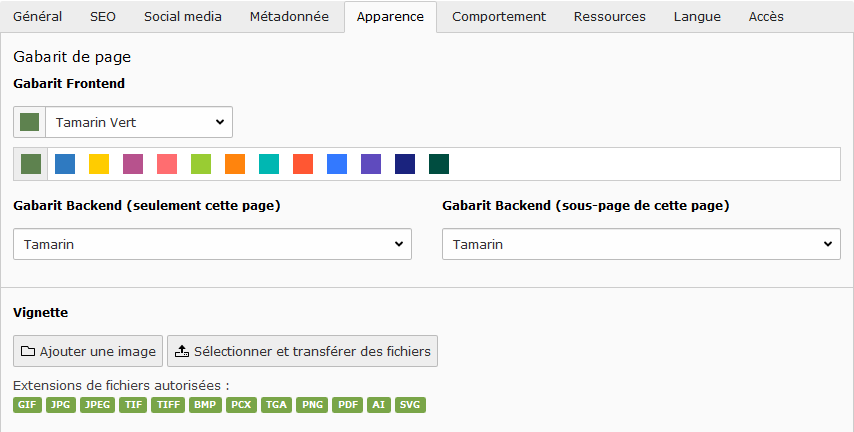 Général SEO Social media Métadonnée Apparence Comportement Ressources Langue Accès
Gabarit de page
Gabarit Frontend
Tamarin Vert
Gabarit Backend (seulement cette page) Gabarit Backend (sous-page de cette page)
Tamarin Tamarin
Vignette
Ajouter une image Sélectionner et transférer des fichiers
Extensions de fichiers autorisées :
GIF JPG JPEG TIF TIFF BMP PCX TGA PNG PDF AI SVG